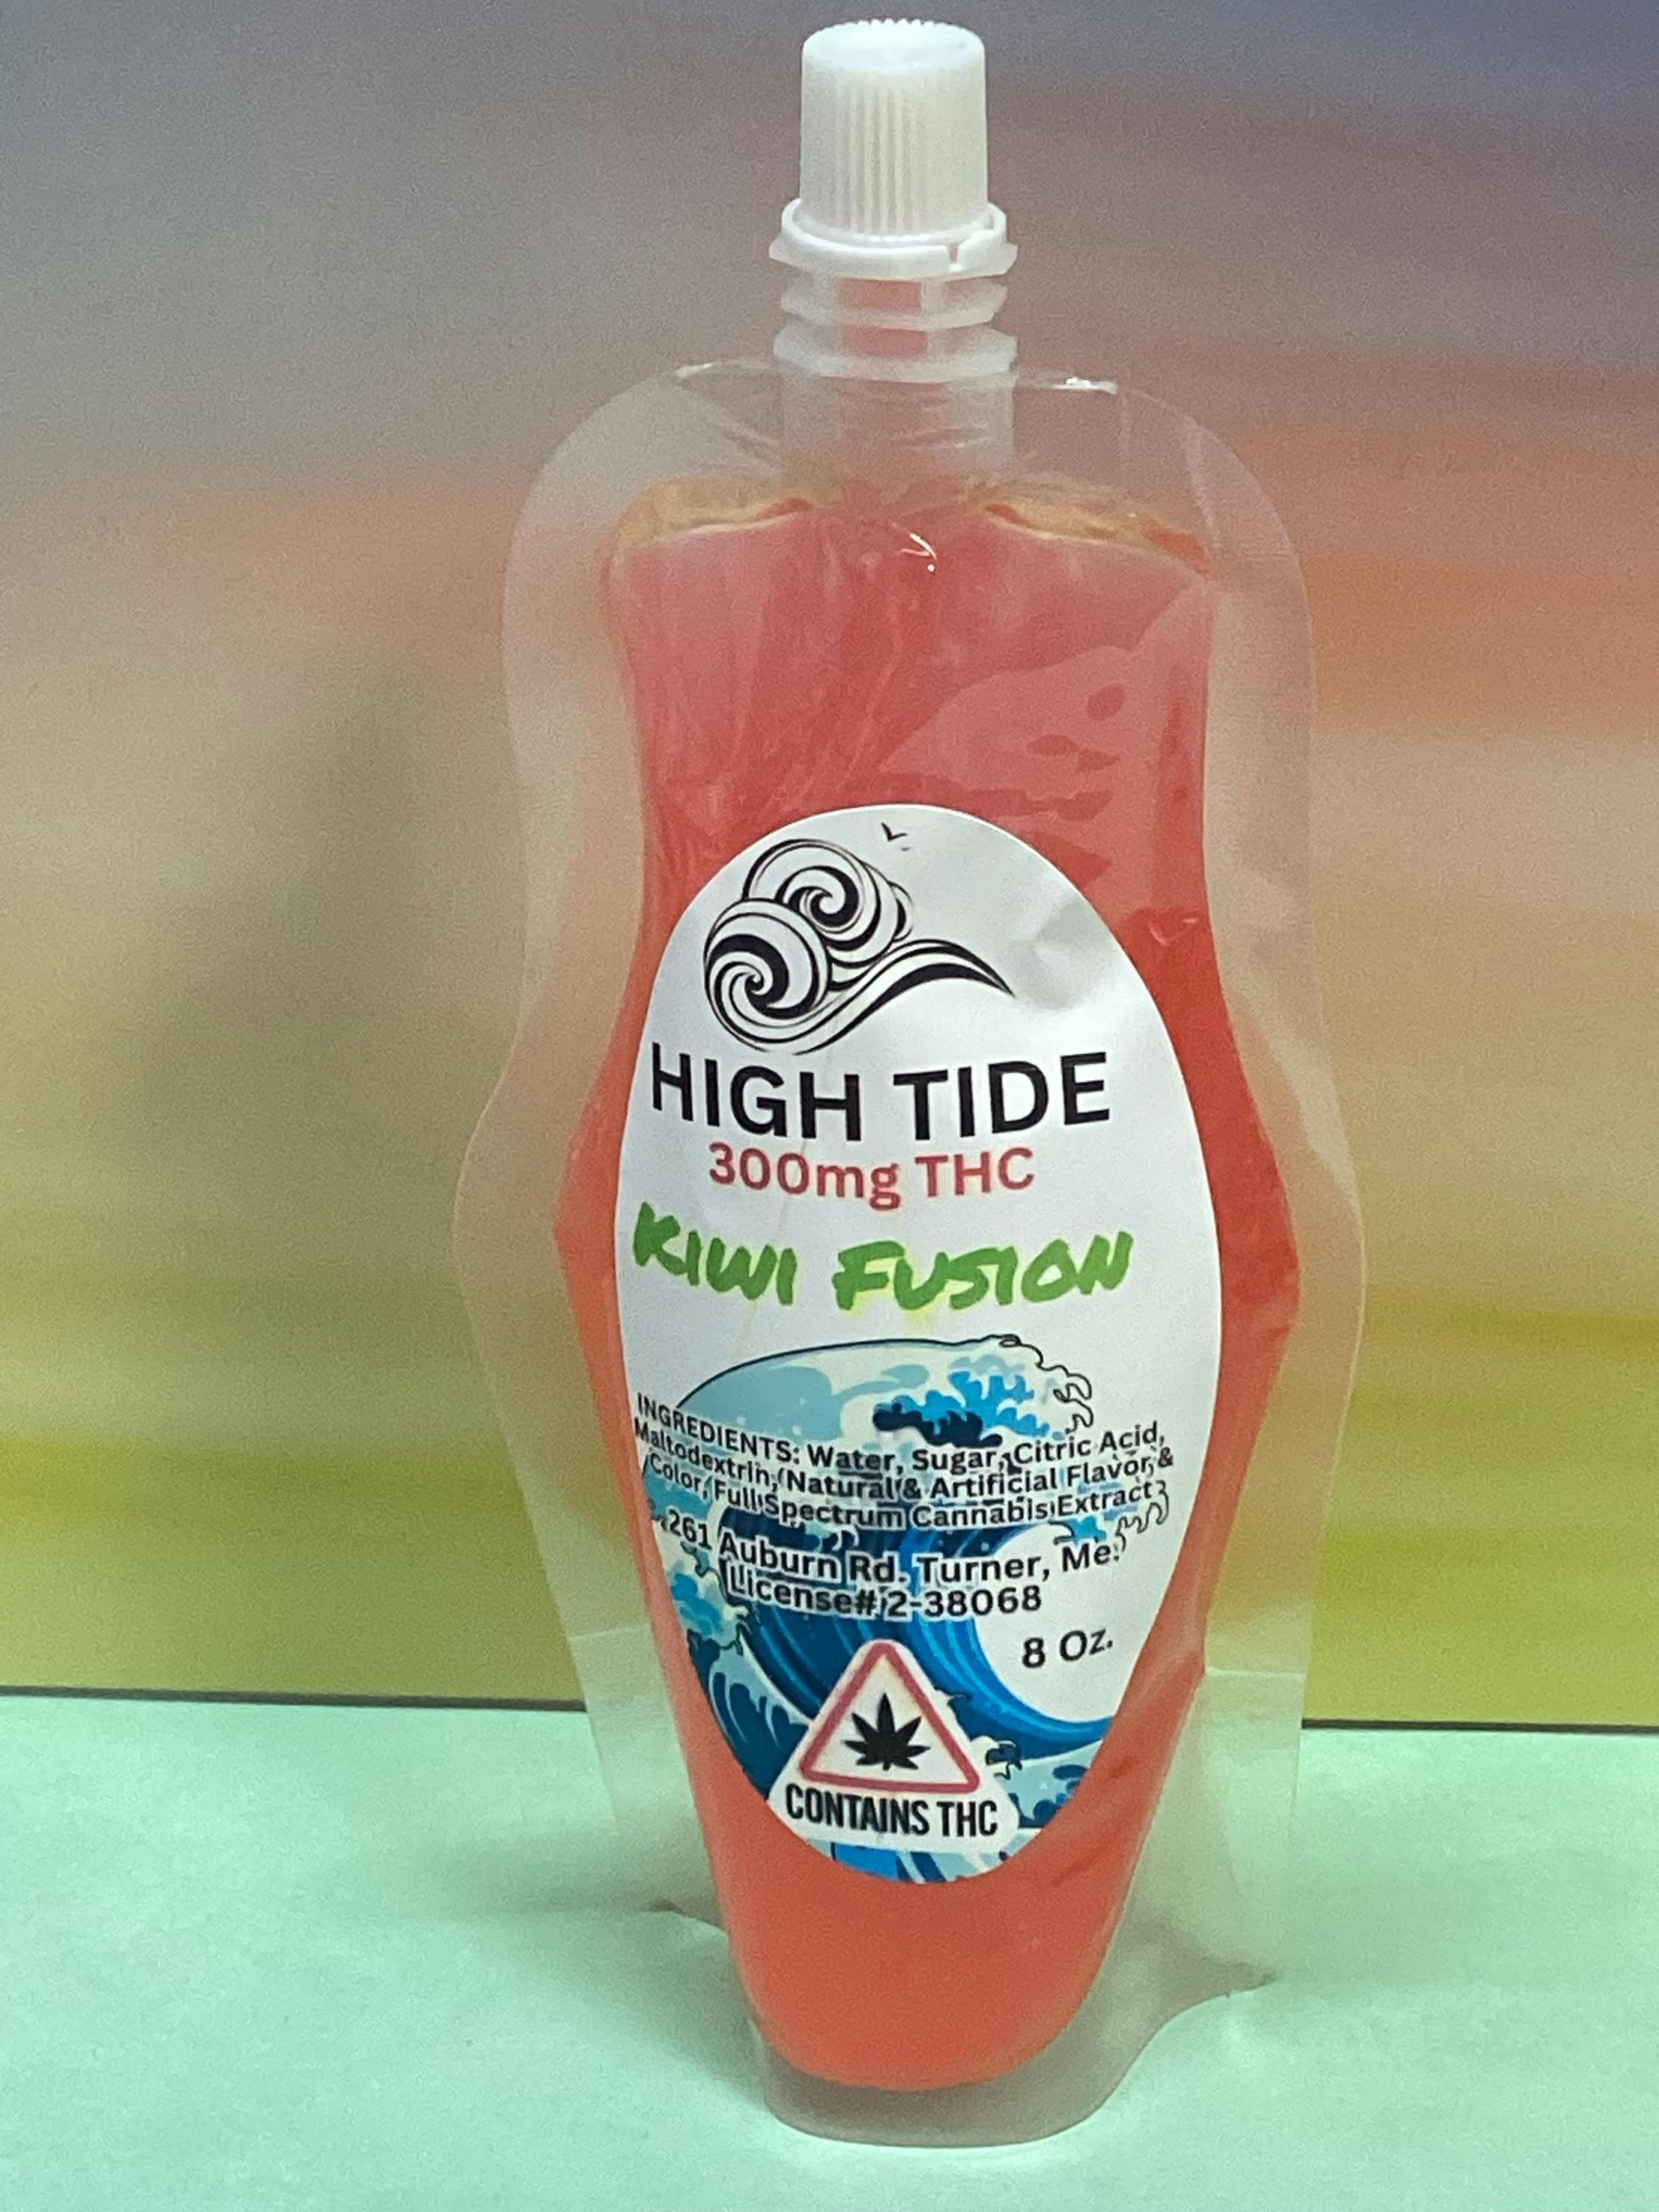 HIGH TIDE
300mg THC
KIWI FUSION
INGREDIENTS: Water, Sugar, Citric Acid,
Maltodextrin, Natural & Artificial Flavor &
Color, Full Spectrum Cannabis Extract
261 Auburn Rd. Turner, Me.
License# 2-38068
8 Oz.
CONTAINS THC